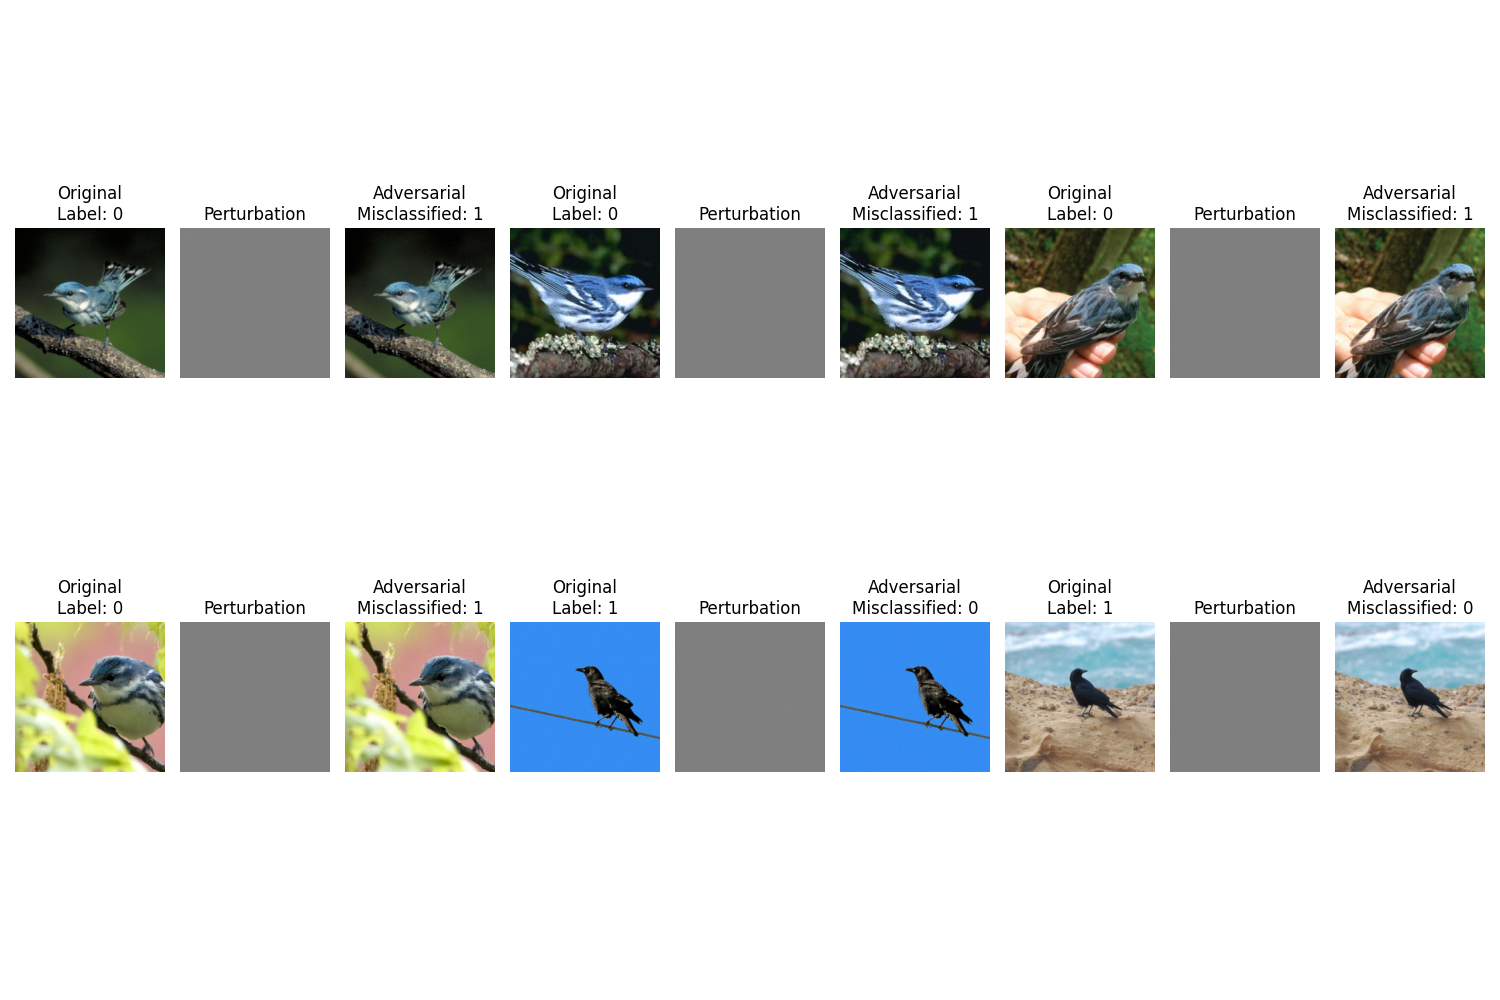 Original
Label: 0
Perturbation
Adversarial
Misclassified: 1
Original
Label: 0
Perturbation
Adversarial
Misclassified: 1
Original
Label: 0
Perturbation
Adversarial
Misclassified: 1
Original
Label: 0
Perturbation
Adversarial
Misclassified: 1
Original
Label: 1
Perturbation
Adversarial
Misclassified: 0
Original
Label: 1
Perturbation
Adversarial
Misclassified: 0